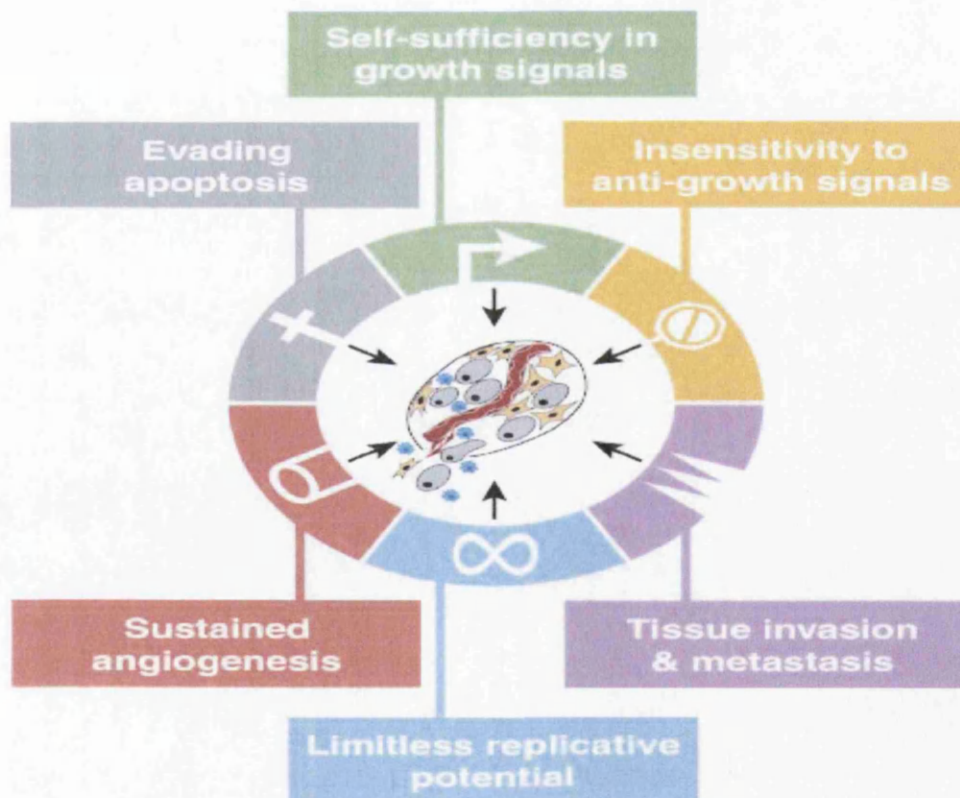 Self-sufficiency in
growth signals
Evading
apoptosis
Insensitivity to
anti-growth signals
Sustained
angiogenesis
Tissue invasion
& metastasis
Limitless replicative
potential